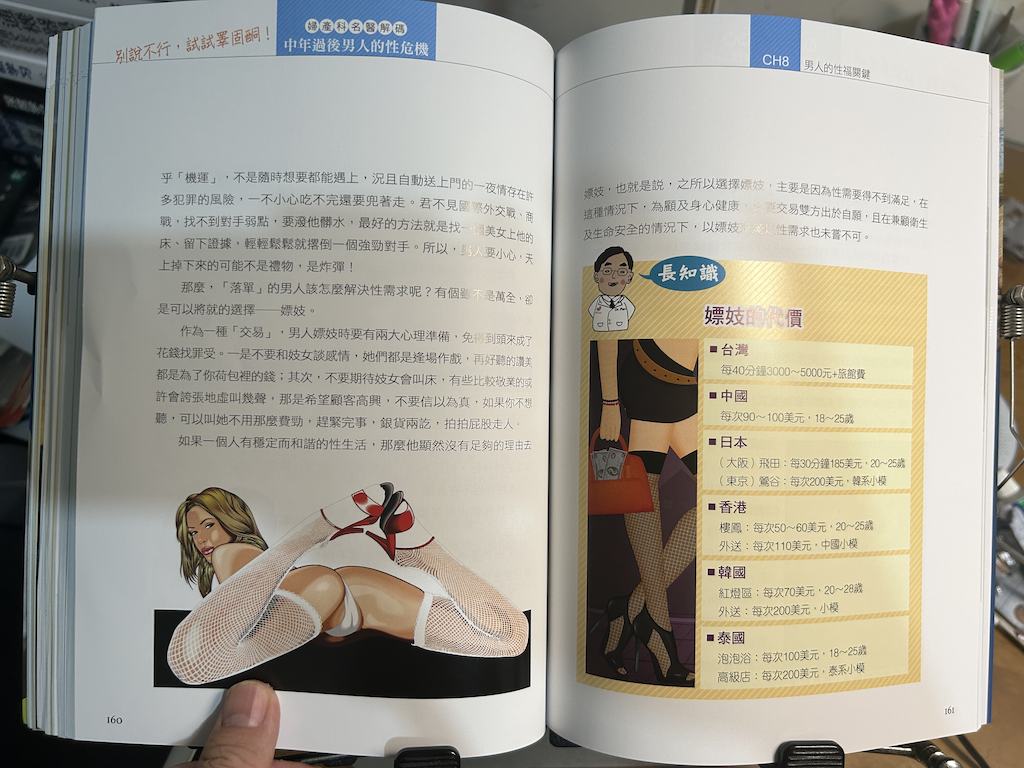 別說不行，試試睪固酮！
婦產科名醫解碼
中年過後男人的性危機
乎「機運」，不是隨時想要都能遇上，況且自動送上門的一夜情存在許
多犯罪的風險，一不小心吃不完還要兜著走。君不見國際外交戰、商
戰，找不到對手弱點，要潑他髒水，最好的方法就是找一個美女上他的
床、留下證據，輕輕鬆鬆就撂倒一個強勁對手。所以，男人要小心，天
上掉下來的可能不是禮物，是炸彈！
那麼，「落單」的男人該怎麼解決性需求呢？有個雖不是萬全，卻
是可以將就的選擇——嫖妓。
作為一種「交易」，男人嫖妓時要有兩大心理準備，免得到頭來成了
花錢找罪受。一是不要和妓女談感情，她們都是逢場作戲，再好聽的讚美
都是為了你荷包裡的錢；其次，不要期待妓女會叫床，有些比較敬業的或
許會誇張地虛叫幾聲，那是希望顧客高興，不要信以為真，如果你不想
聽，可以叫她不用那麼費勁，趕緊完事，銀貨兩訖，拍拍屁股走人。
如果一個人有穩定而和諧的性生活，那麼他顯然沒有足夠的理由去
160
CH8
男人的性福關鍵
嫖妓，也就是說，之所以選擇嫖妓，主要是因為性需要得不到滿足，在
這種情況下，為顧及身心健康，交易雙方出於自願，且在兼顧衛生
及生命安全的情況下，以嫖妓性需求也未嘗不可。
長知識
嫖妓的代價
■台灣
每40分鐘3000～5000元+旅館費
■中國
每次90～100美元，18～25歲
■日本
（大阪）飛田：每30分鐘185美元，20～25歲
（東京）鶯谷：每次200美元，韓系小模
■香港
樓鳳：每次50～60美元，20～25歲
外送：每次110美元，中國小模
■韓國
紅燈區：每次70美元，20～28歲
外送：每次200美元，小模
■泰國
泡泡浴：每次100美元，18～25歲
高級店：每次200美元，泰系小模
161